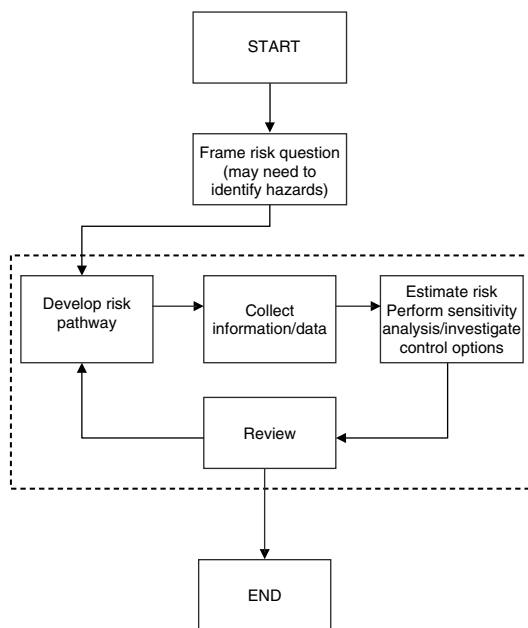 START
Frame risk question
(may need to
identify hazards)
Develop risk
pathway
Collect
information/data
Estimate risk
Perform sensitivity
analysis/investigate
control options
Review
END